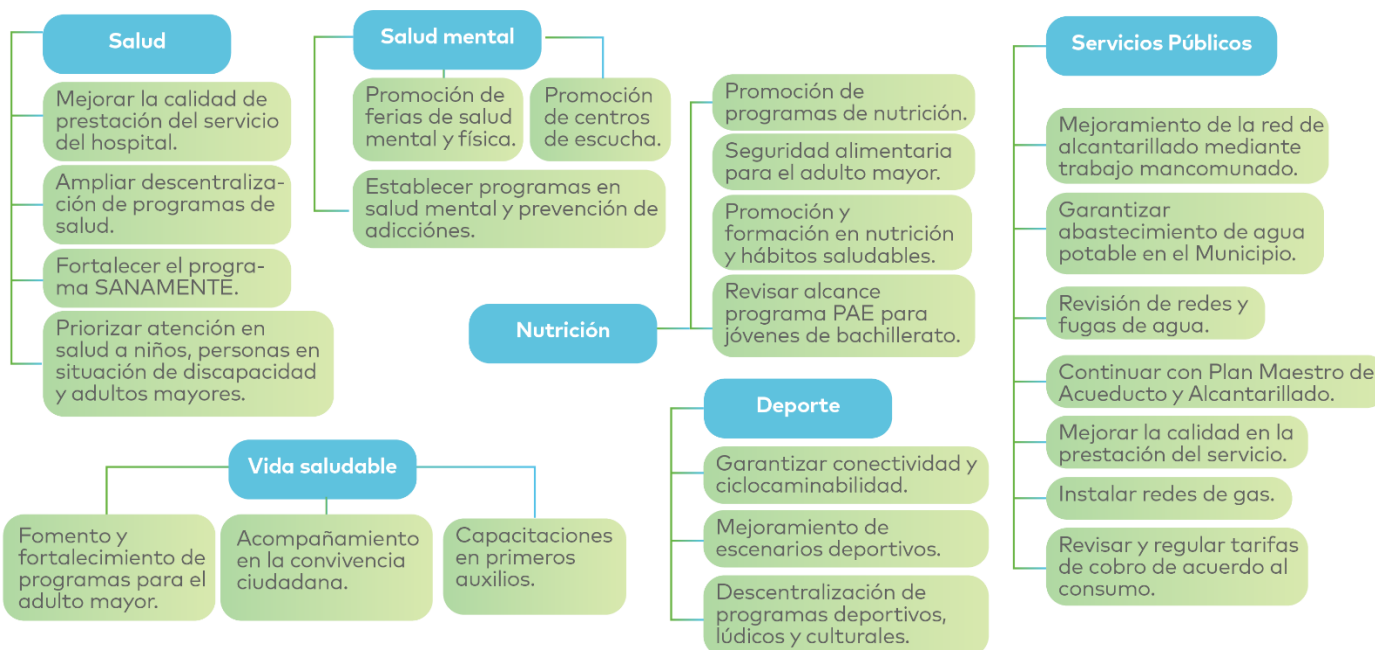 Salud
Mejorar la calidad de
prestación del servicio
del hospital.
Ampliar descentraliza-
ción de programas de
salud.
Fortalecer el progra-
ma SANAMENTE.
Priorizar atención en
salud a niños, personas en
situación de discapacidad
y adultos mayores.
Salud mental
Promoción de
ferias de salud
mental y física.
Promoción
de centros
de escucha.
Establecer programas en
salud mental y prevención de
adicciónes.
Nutrición
Promoción de
programas de nutrición.
Seguridad alimentaria
para el adulto mayor.
Promoción y
formación en nutrición
y hábitos saludables.
Revisar alcance
programa PAE para
jóvenes de bachillerato.
Vida saludable
Fomento y
fortalecimiento de
programas para el
adulto mayor.
Acompañamiento
en la convivencia
ciudadana.
Capacitaciones
en primeros
auxilios.
Deporte
Garantizar conectividad y
ciclocaminabilidad.
Mejoramiento de
escenarios deportivos.
Descentralización de
programas deportivos,
lúdicos y culturales.
Servicios Públicos
Mejoramiento de la red de
alcantarillado mediante
trabajo mancomunado.
Garantizar
abastecimiento de agua
potable en el Municipio.
Revisión de redes y
fugas de agua.
Continuar con Plan Maestro de
Acueducto y Alcantarillado.
Mejorar la calidad en la
prestación del servicio.
Instalar redes de gas.
Revisar y regular tarifas
de cobro de acuerdo al
consumo.